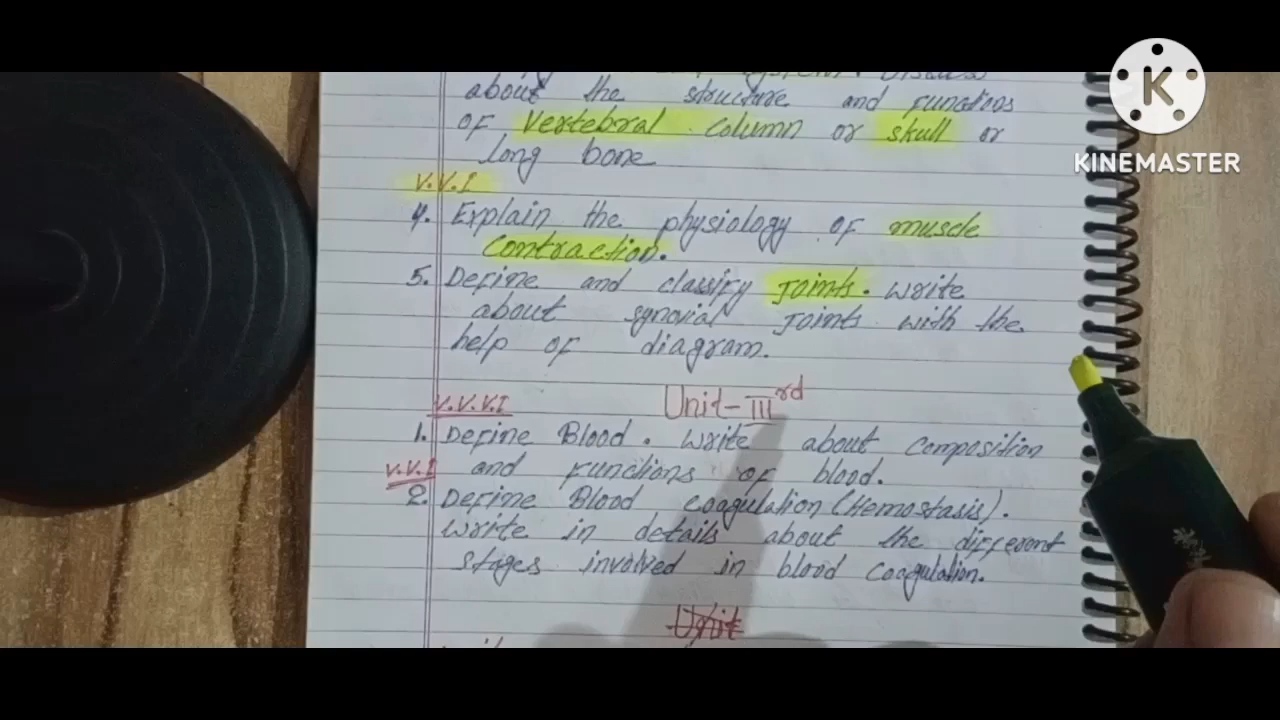 about the structure and functions
of vertebral column or skull or
long bone
V.V.I
4. Explain the physiology of muscle
contraction.
5. Define and classify Joints. write
about synovial Joints with the
help of diagram.
Unit-IIIrd
V.V.V.I
1. Define Blood. write about composition
and functions of blood.
V.V.I
2. Define Blood coagulation (Hemostasis).
write in details about the different
stages involved in blood coagulation.
Unit
K
KINEMASTER